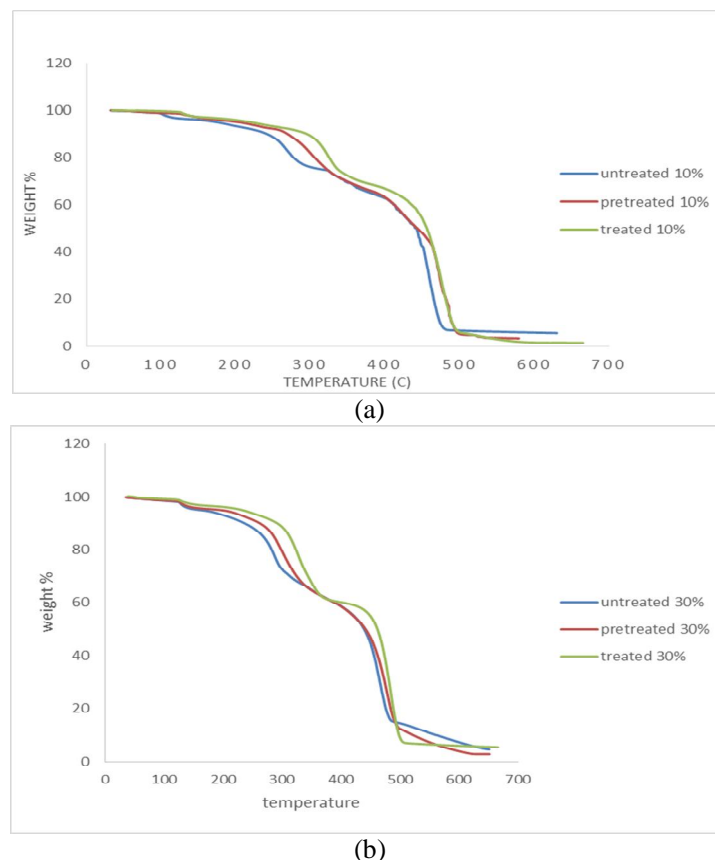 120
100
80
60
40
20
0
WEIGHT %
0 100 200 300 400 500 600 700
TEMPERATURE (C)
untreated 10%
pretreated 10%
treated 10%
(a)
120
100
80
60
40
20
0
weight %
0 100 200 300 400 500 600 700
temperature
untreated 30%
pretreated 30%
treated 30%
(b)